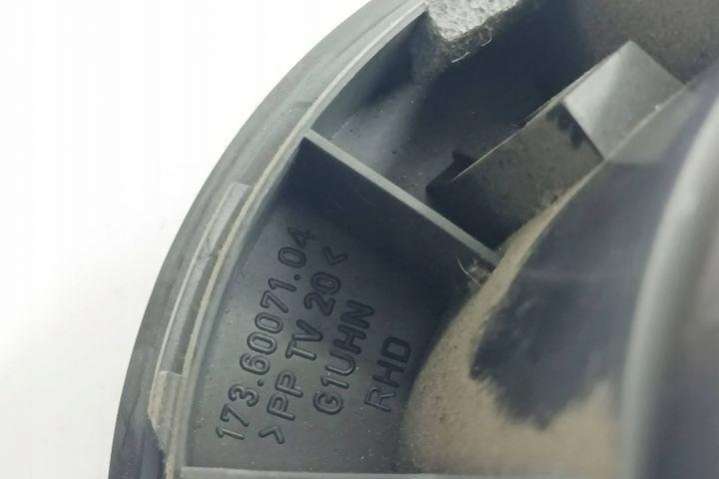 173.60071.04
>PP TV 20<
G1UHN
RHD